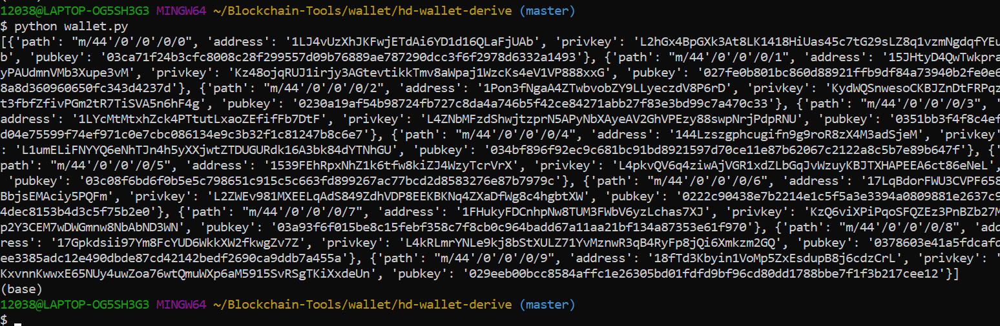 12038@LAPTOP-OG5SH3G3 MINGW64 ~/Blockchain-Tools/wallet/hd-wallet-derive (master)
$ python wallet.py
[{'path': "m/44'/0'/0'/0/0", 'address': '1LJ4vUzXhJKFwjETdAi6YD1d16QLaFjUAb', 'privkey': 'L2hGx4BpGXk3At8LK1418HiUas45c7tG29sLZ8q1vzmNgdqfYEu
b', 'pubkey': '03ca71f24b3cfc8008c28f299557d09b76889ae787290dcc3f6f2978d6332a1493'}, {'path': "m/44'/0'/0'/0/1", 'address': '15JHtyD4QwTwkpra
yPAUdmnVMb3Xupe3vM', 'privkey': 'Kz48ojqRUJ1irjy3AGtevtikkTmv8aWpaj1WzcKs4eV1VP888xxG', 'pubkey': '027fe0b801bc860d88921ffb9df84a73940b2fe0e6
8a8d360960650fc343d4237d'}, {'path': "m/44'/0'/0'/0/2", 'address': '1Pon3fNgaA4ZTwbvobZY9LLyeczdV8P6rD', 'privkey': 'KydWQSnwesoCKBJZnDtFRPqz
t3fbfZfivPGm2tR7TiSVA5n6hF4g', 'pubkey': '0230a19af54b98724fb727c8da4a746b5f42ce84271abb27f83e3bd99c7a470c33'}, {'path': "m/44'/0'/0'/0/3", '
address': '1LYcMtMtxhZck4PTtutLxaoZEfifFb7DtF', 'privkey': 'L4ZNbMFzdShwjtzprN5APyNbXAyeAV2GhVPEzy88swpNrjPdpRNU', 'pubkey': '0351bb3f4f8c4ef
d04e75599f74ef971c0e7cbc086134e9c3b32f1c81247b8c6e7'}, {'path': "m/44'/0'/0'/0/4", 'address': '144Lzszgphcugifn9g9roR8zX4M3adSjeM', 'privkey'
: 'L1umELiFNYYQ6eNhTJn4h5yXXjwtZTDUGURdk16A3bk84dYTNhGU', 'pubkey': '034bf896f92ec9c681bc91bd8921597d70ce11e87b62067c2122a8c5b7e89b647f'}, {'
path': "m/44'/0'/0'/0/5", 'address': '1539FEhRpxNhZ1k6tfw8kiZJ4WzyTcrVrX', 'privkey': 'L4pkvQV6q4ziwAjVGR1xdZLbGqJvWzuyKBJTXHAPEEA6ct86eNeL',
'pubkey': '03c08f6bd6f0b5e5c798651c915c5c663fd899267ac77bcd2d8583276e87b7979c'}, {'path': "m/44'/0'/0'/0/6", 'address': '17LqBdorFWU3CVPF658
BbjsEMAciy5PQFm', 'privkey': 'L2ZWEv981MXEELqAdS849ZdhVDP8EEKBKNq4ZXaDfWg8c4hgbtXW', 'pubkey': '0222c90438e7b2214e1c5f5a3e3394a0809881e2637c9
4dec8153b4d3c5f75b2e0'}, {'path': "m/44'/0'/0'/0/7", 'address': '1FHukyFDCnhpNw8TUM3FWbV6yzLchas7XJ', 'privkey': 'KzQ6viXPiPqoSFQZEz3PnBZb27M
p2Y3CEM7wDWGmnw8NbAbND3WN', 'pubkey': '03a93f6f015be8c15febf358c7f8cb0c964badd67a11aa21bf134a87353e61f970'}, {'path': "m/44'/0'/0'/0/8", 'add
ress': '17Gpkdsii97Ym8FcYUD6WkkXW2fkwgZv7Z', 'privkey': 'L4kRLmrYNLe9kj8bStXULZ71YvMznwR3qB4RyFp8jQi6Xmkzm2GQ', 'pubkey': '0378603e41a5fdcafd
ee3385adc12e490dbde87cd42142bedf2690ca9ddb7a455a'}, {'path': "m/44'/0'/0'/0/9", 'address': '18fTd3Kbyin1VoMp5ZxEsdupB8j6cdzCrL', 'privkey': '
KxvnnKwwxE65NUy4uwZoa76wtQmuWXp6aM5915SvRSgTKiXxdeUn', 'pubkey': '029eeb00bcc8584affc1e26305bd01fdfd9bf96cd80dd1788bbe7f1f3b217cee12'}]
(base)
12038@LAPTOP-OG5SH3G3 MINGW64 ~/Blockchain-Tools/wallet/hd-wallet-derive (master)
$